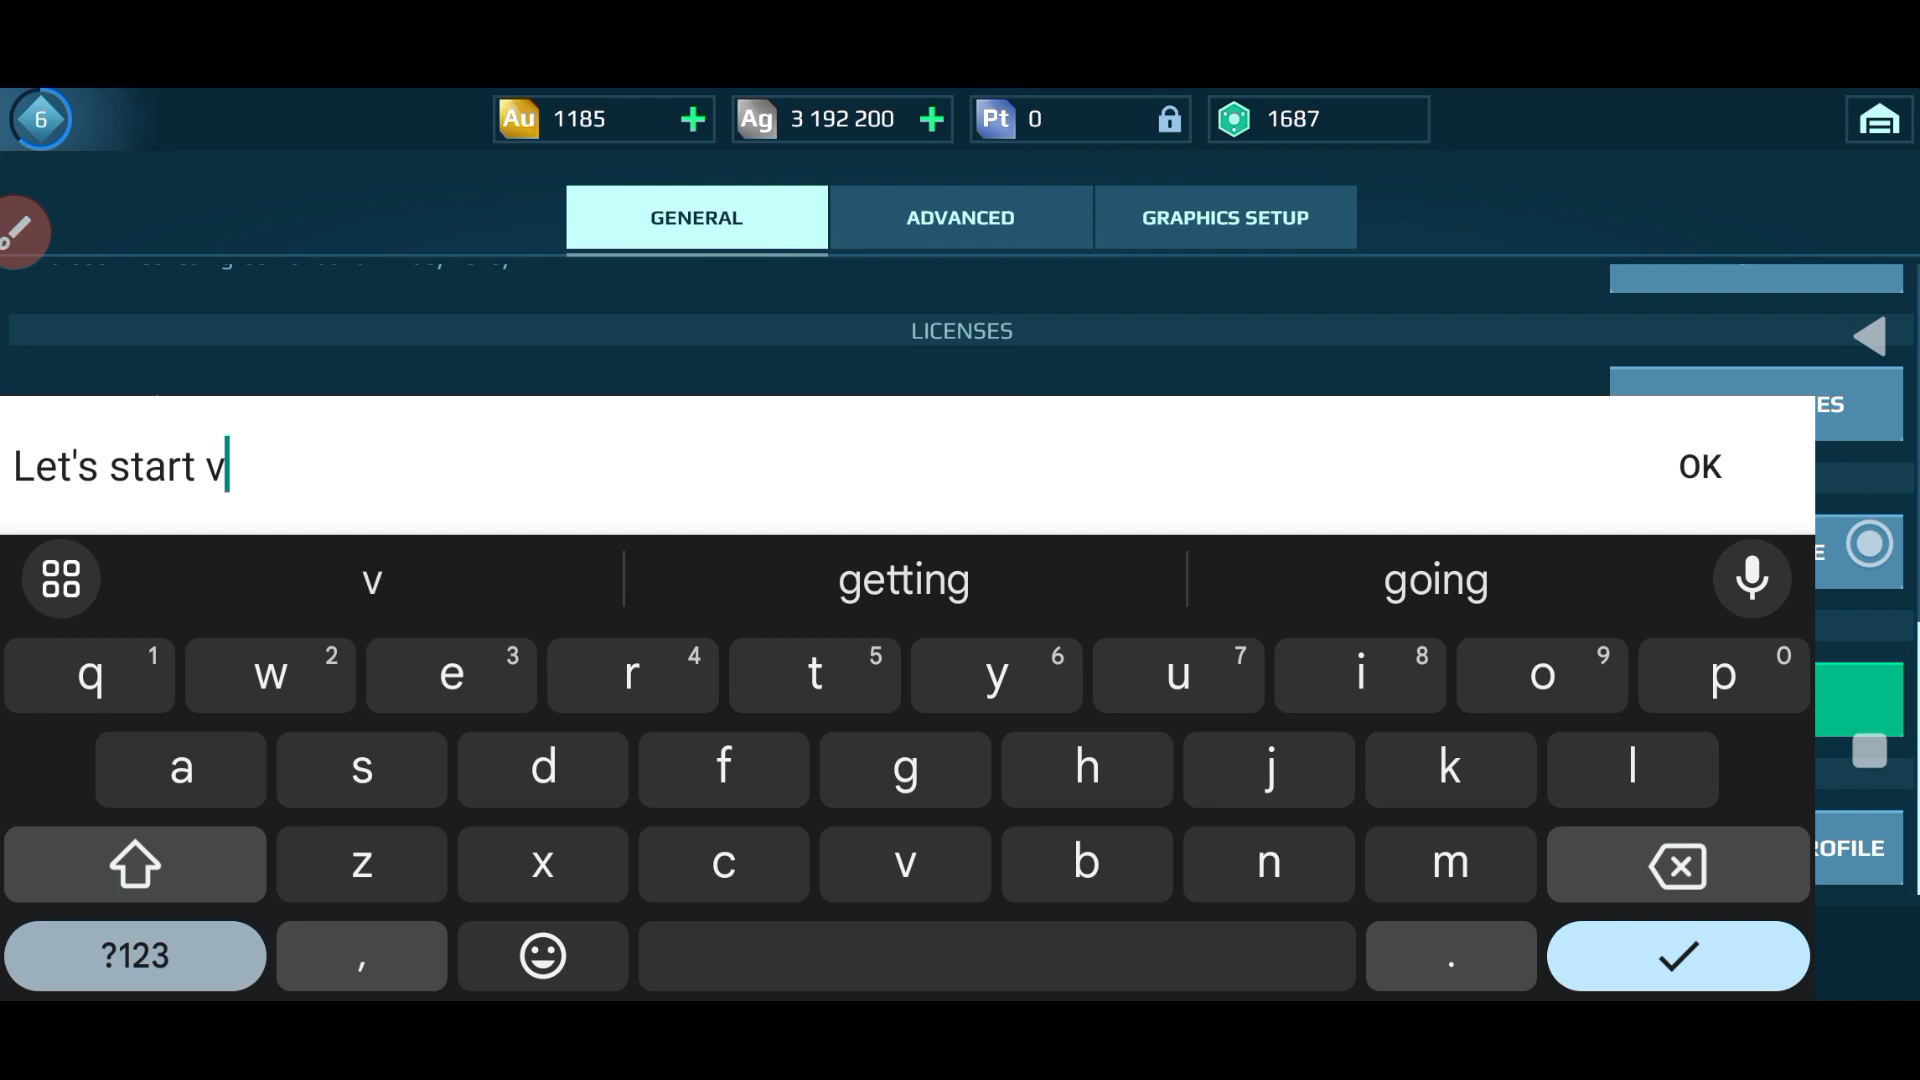 6
Au 1185
Ag 3 192 200
Pt 0
1687
GENERAL
ADVANCED
GRAPHICS SETUP
LICENSES
ES
Let's start v
OK
E
v
getting
going
q 1 w 2 e 3 r 4 t 5 y 6 u 7 i 8 o 9 p 0
a s d f g h j k l
z x c v b n m
ROFILE
?123 , .